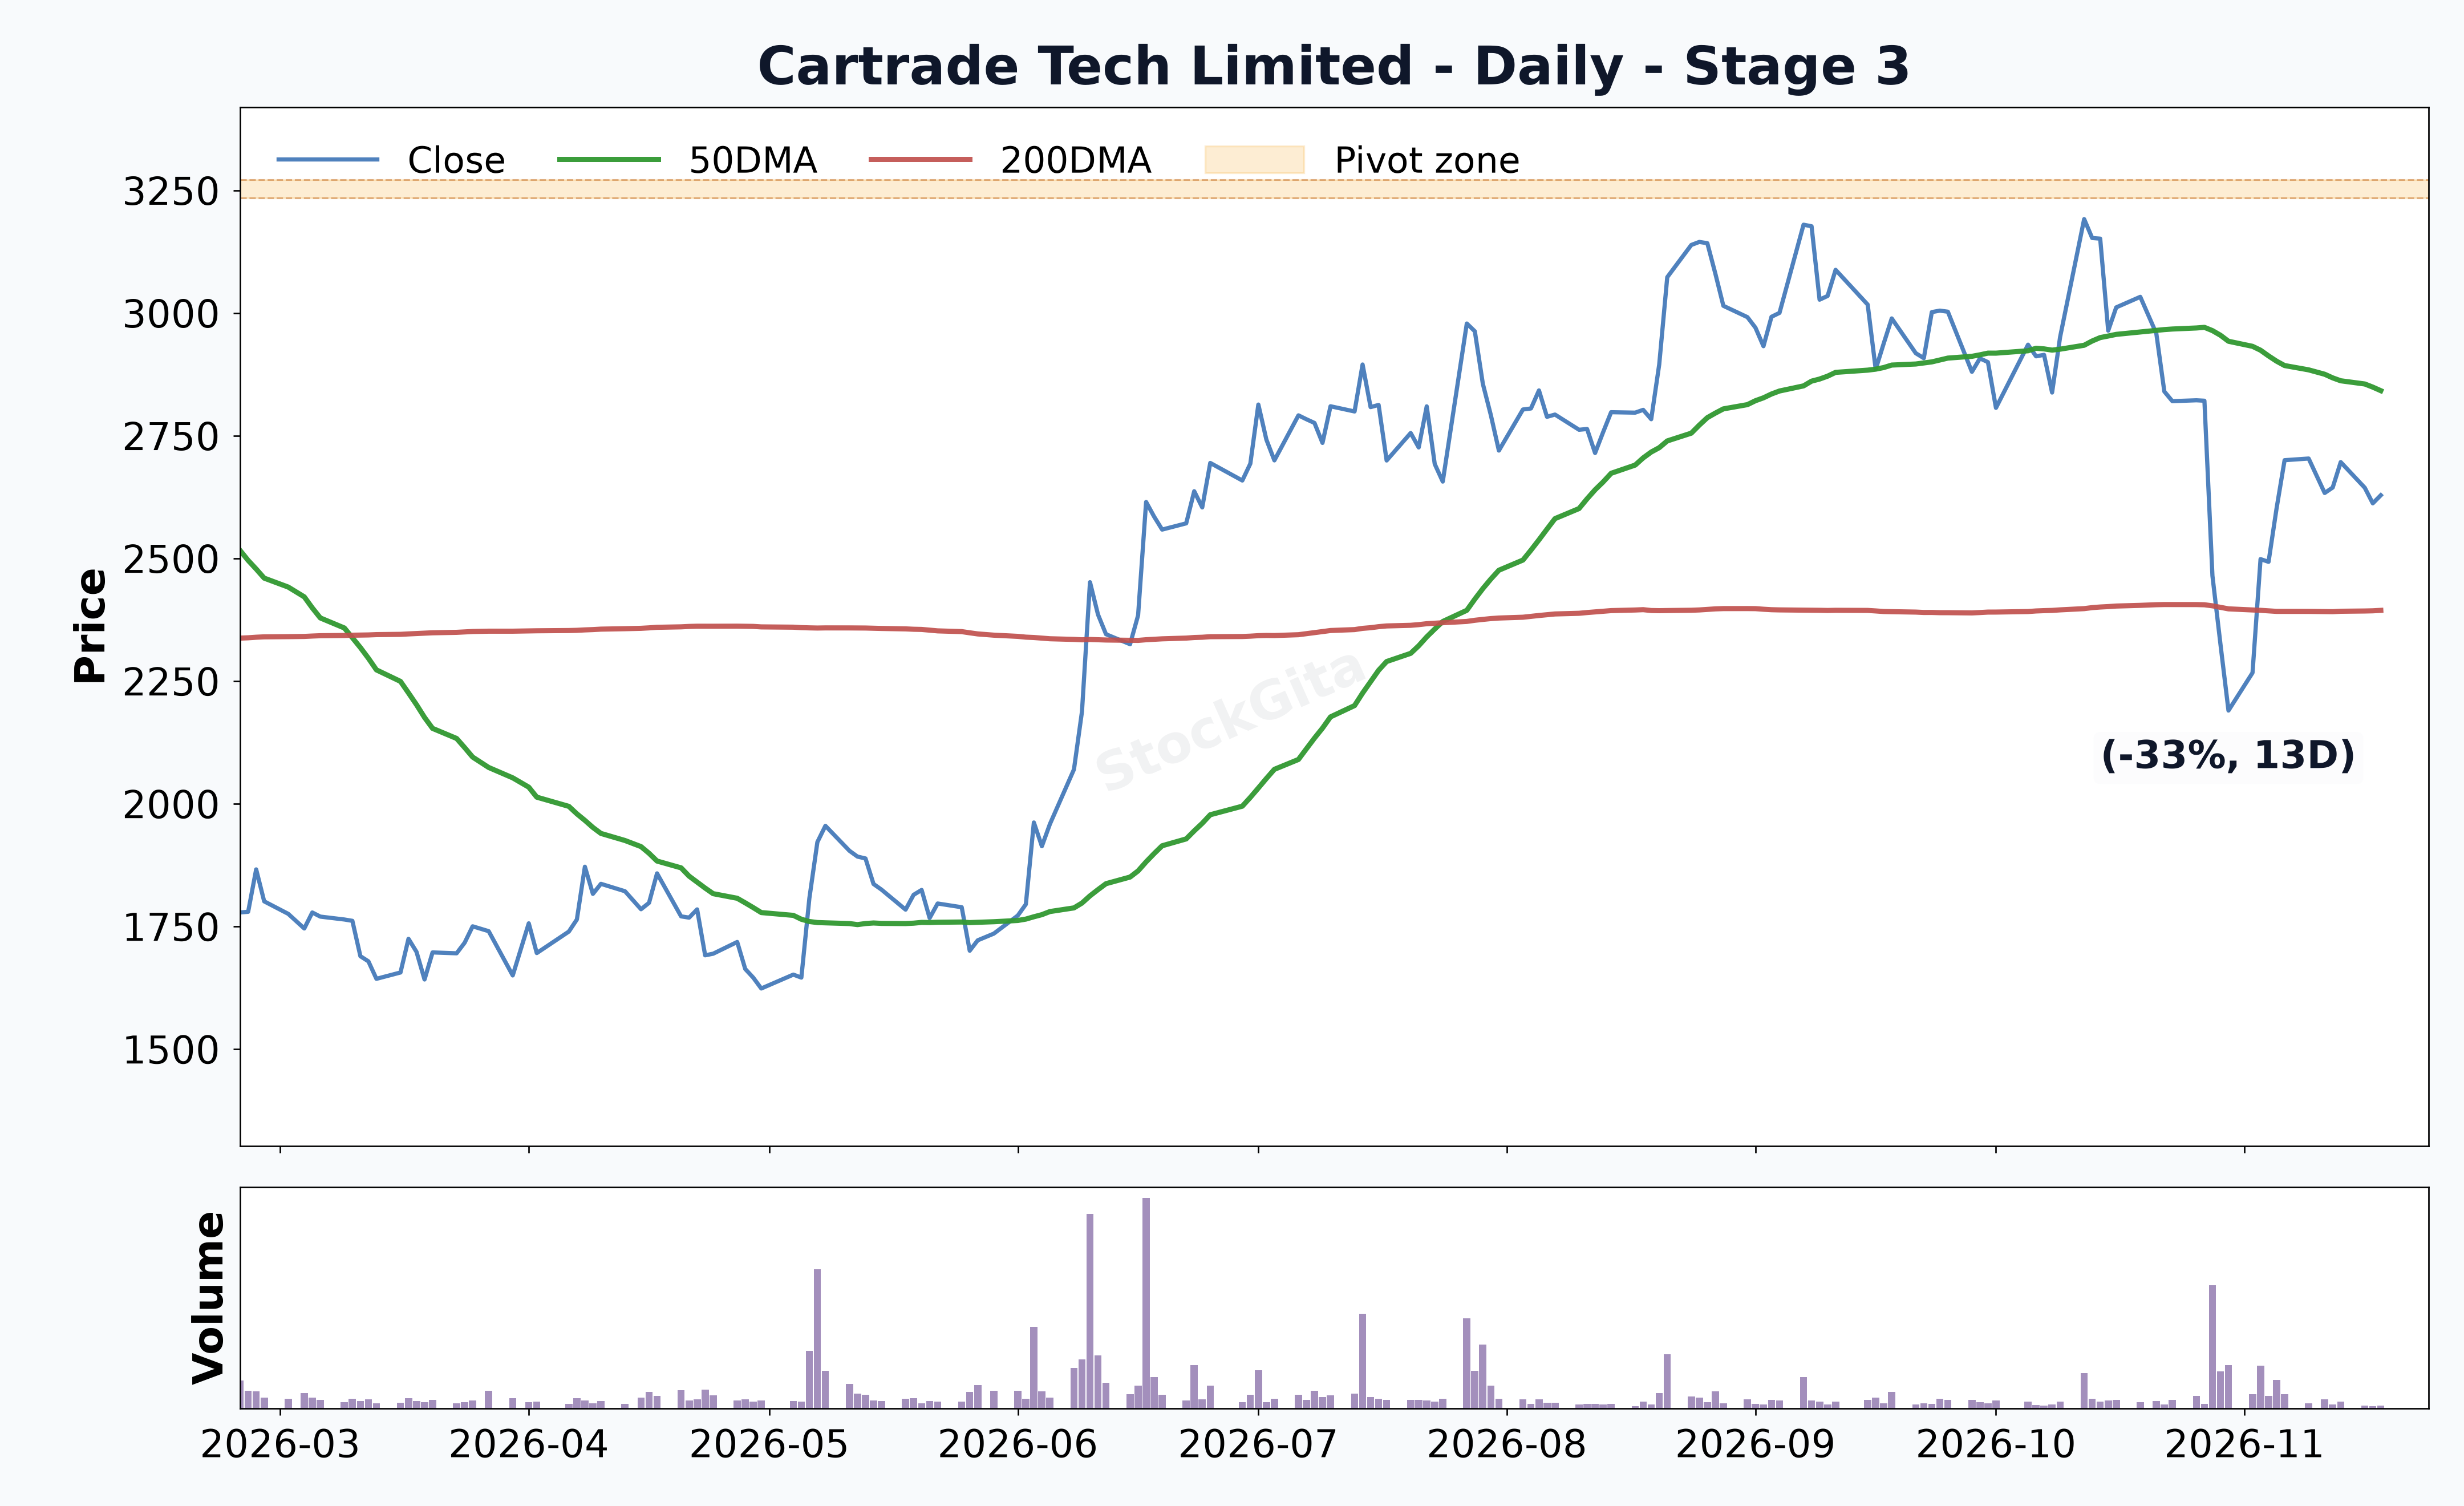 Cartrade Tech Limited - Daily - Stage 3
Close 50DMA 200DMA Pivot zone
3250
3000
2750
2500
2250
2000
1750
1500
Price
StockGita
(-33%, 13D)
Volume
2026-03 2026-04 2026-05 2026-06 2026-07 2026-08 2026-09 2026-10 2026-11